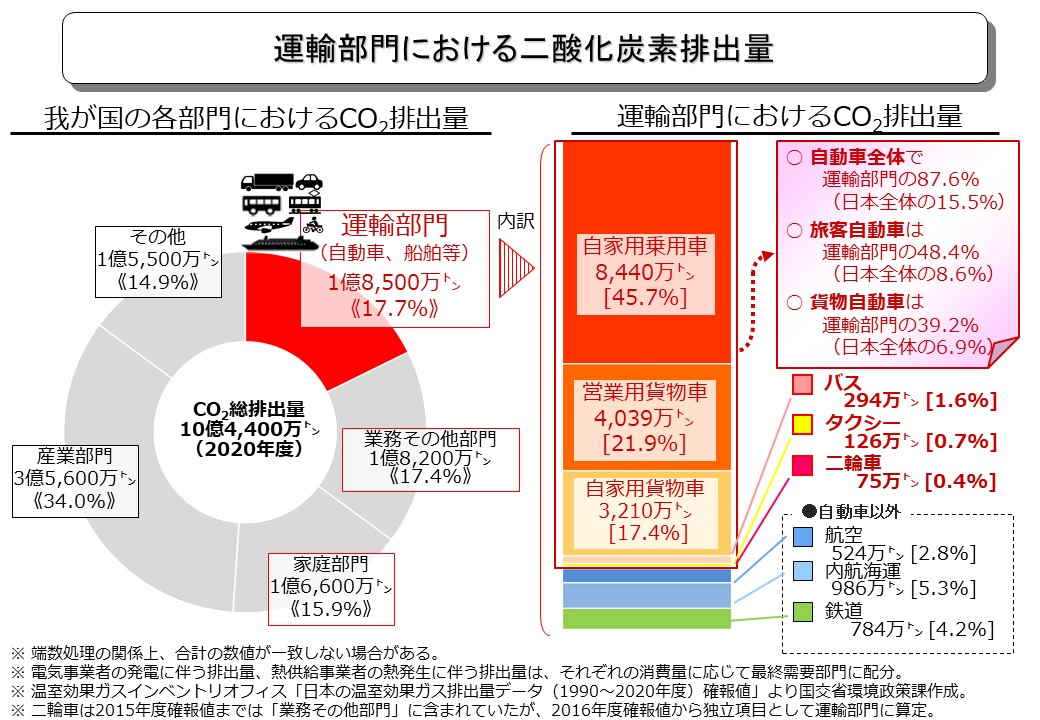 運輸部門における二酸化炭素排出量
我が国の各部門におけるCO2排出量
運輸部門におけるCO2排出量
運輸部門
（自動車、船舶等）
1億8,500万㌧
《17.7%》
その他
1億5,500万㌧
《14.9%》
CO2総排出量
10億4,400万㌧
（2020年度）
業務その他部門
1億8,200万㌧
《17.4%》
産業部門
3億5,600万㌧
《34.0%》
家庭部門
1億6,600万㌧
《15.9%》
内訳
自家用乗用車
8,440万㌧
[45.7%]
営業用貨物車
4,039万㌧
[21.9%]
自家用貨物車
3,210万㌧
[17.4%]
○ 自動車全体で
運輸部門の87.6%
（日本全体の15.5%）
○ 旅客自動車は
運輸部門の48.4%
（日本全体の8.6%）
○ 貨物自動車は
運輸部門の39.2%
（日本全体の6.9%）
バス
294万㌧ [1.6%]
タクシー
126万㌧ [0.7%]
二輪車
75万㌧ [0.4%]
●自動車以外
航空
524万㌧ [2.8%]
内航海運
986万㌧ [5.3%]
鉄道
784万㌧ [4.2%]
※ 端数処理の関係上、合計の数値が一致しない場合がある。
※ 電気事業者の発電に伴う排出量、熱供給事業者の熱発生に伴う排出量は、それぞれの消費量に応じて最終需要部門に配分。
※ 温室効果ガスインベントリオフィス「日本の温室効果ガス排出量データ（1990～2020年度）確報値」より国交省環境政策課作成。
※ 二輪車は2015年度確報値までは「業務その他部門」に含まれていたが、2016年度確報値から独立項目として運輸部門に算定。